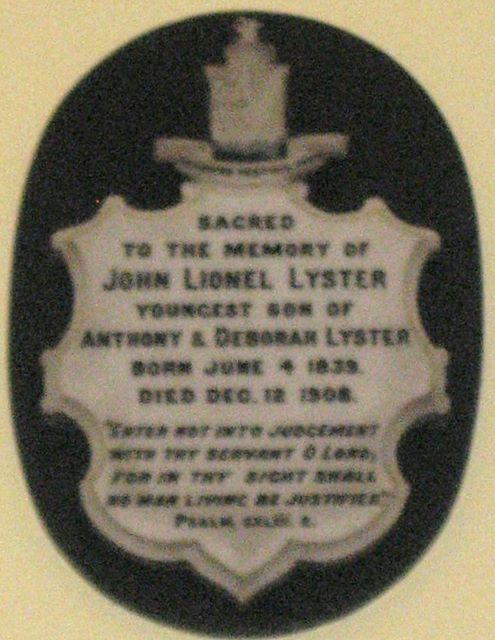 SACRED
TO THE MEMORY OF
JOHN LIONEL LYSTER
YOUNGEST SON OF
ANTHONY & DEBORAH LYSTER
BORN JUNE 4 1839.
DIED DEC. 12 1908.
"ENTER NOT INTO JUDGEMENT
WITH THY SERVANT O LORD,
FOR IN THY SIGHT SHALL
NO MAN LIVING BE JUSTIFIED"
PSALM. CXLIII. 2.